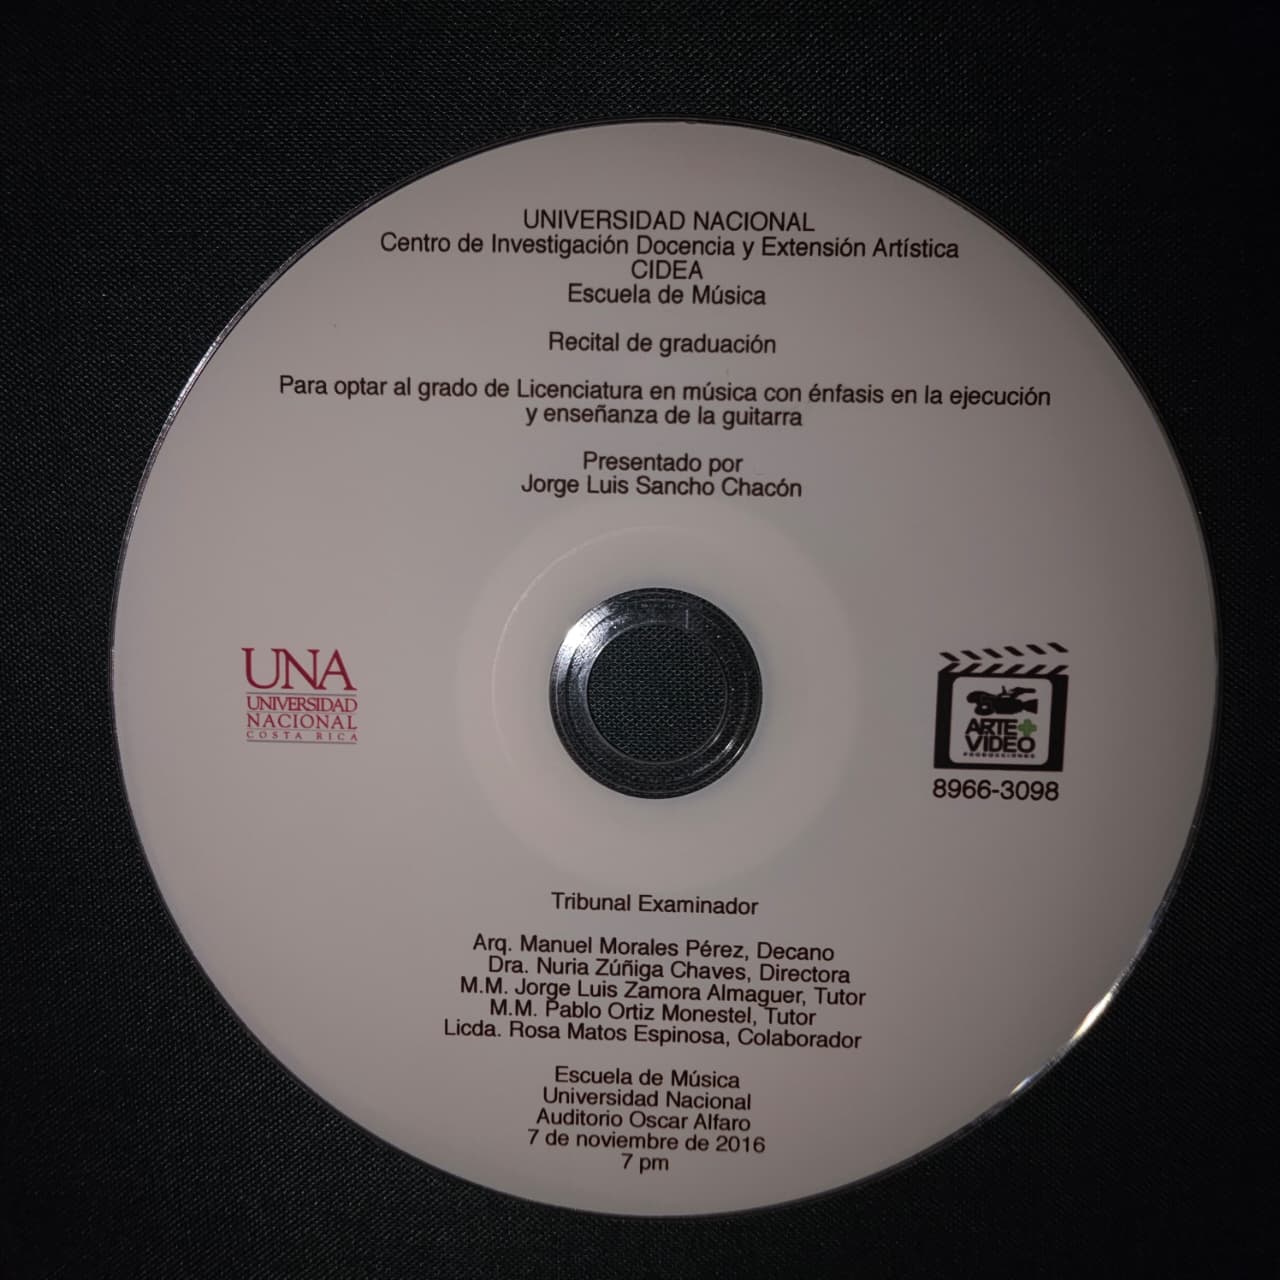 UNIVERSIDAD NACIONAL
Centro de Investigación Docencia y Extensión Artística
CIDEA
Escuela de Música
Recital de graduación
Para optar al grado de Licenciatura en música con énfasis en la ejecución
y enseñanza de la guitarra
Presentado por
Jorge Luis Sancho Chacón
UNA
UNIVERSIDAD
NACIONAL
COSTA RICA
ARTE+
VIDEO
PRODUCCIONES
8966-3098
Tribunal Examinador
Arq. Manuel Morales Pérez, Decano
Dra. Nuria Zúñiga Chaves, Directora
M.M. Jorge Luis Zamora Almaguer, Tutor
M.M. Pablo Ortiz Monestel, Tutor
Licda. Rosa Matos Espinosa, Colaborador
Escuela de Música
Universidad Nacional
Auditorio Oscar Alfaro
7 de noviembre de 2016
7 pm